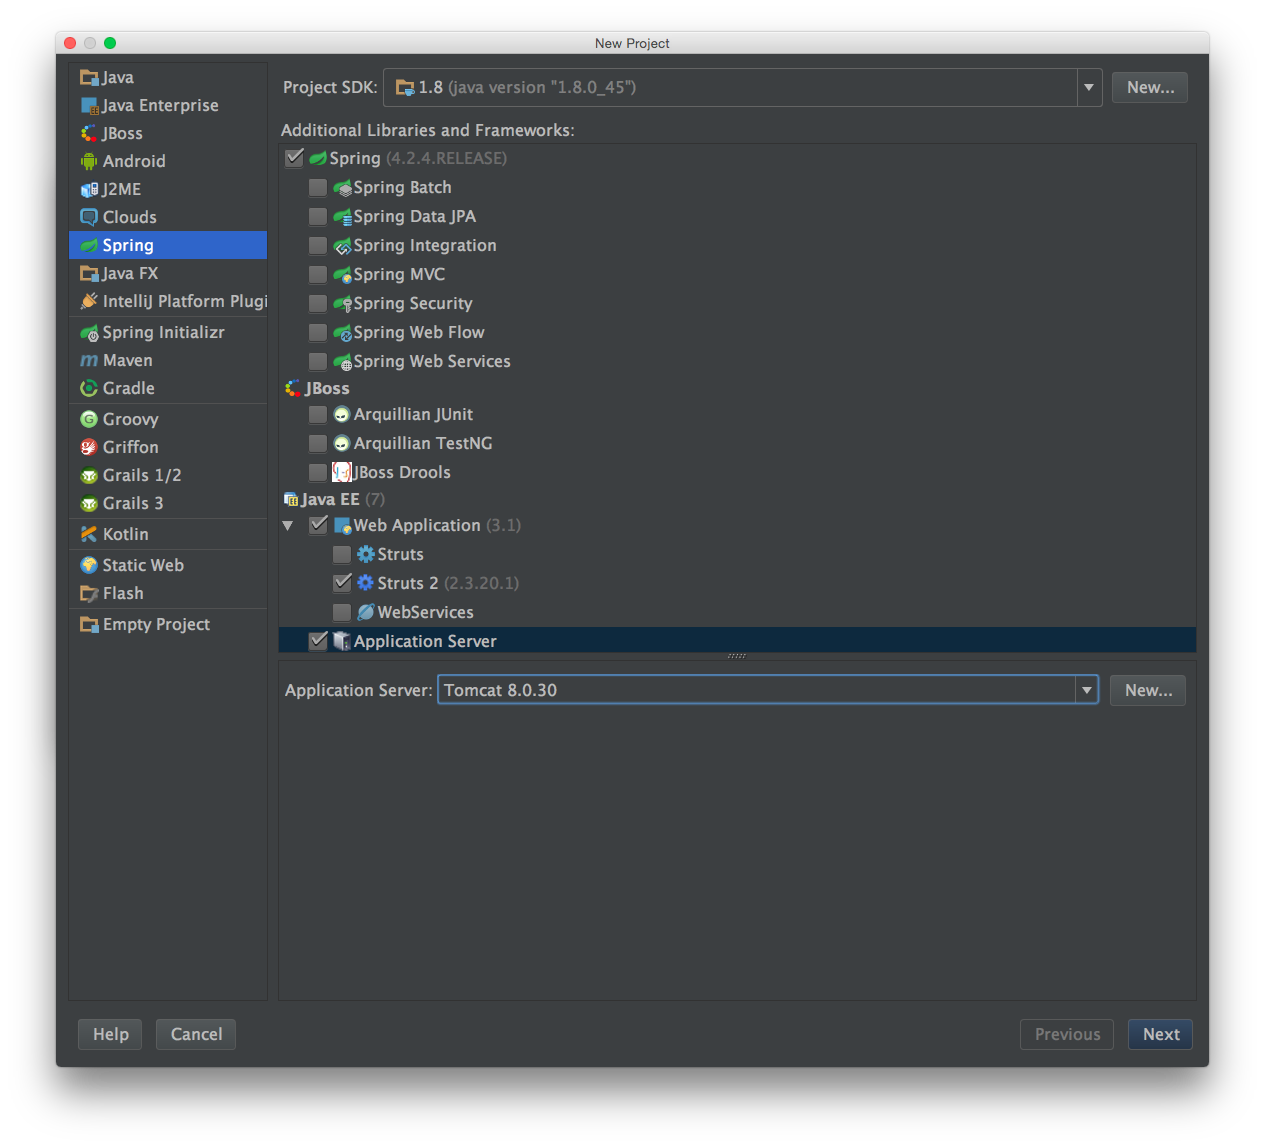 New Project
Java
Java Enterprise
JBoss
Android
J2ME
Clouds
Spring
Java FX
IntelliJ Platform Plugi
Spring Initializr
Maven
Gradle
Groovy
Griffon
Grails 1/2
Grails 3
Kotlin
Static Web
Flash
Empty Project
Project SDK: 1.8 (java version "1.8.0_45") New...
Additional Libraries and Frameworks:
Spring (4.2.4.RELEASE)
Spring Batch
Spring Data JPA
Spring Integration
Spring MVC
Spring Security
Spring Web Flow
Spring Web Services
JBoss
Arquillian JUnit
Arquillian TestNG
JBoss Drools
Java EE (7)
Web Application (3.1)
Struts
Struts 2 (2.3.20.1)
WebServices
Application Server
Application Server: Tomcat 8.0.30 New...
Help Cancel Previous Next